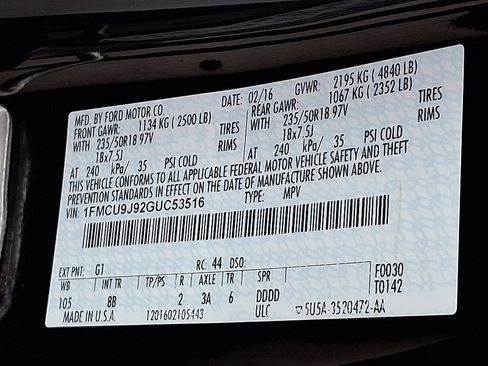 MFD. BY FORD MOTOR CO. DATE: 02/16 GVWR: 2195 KG (4840 LB)
FRONT GAWR: 1134 KG (2500 LB) REAR GAWR: 1067 KG (2352 LB)
WITH 235/50R18 97V TIRES WITH 235/50R18 97V TIRES
18x7.5J RIMS 18x7.5J RIMS
AT 240 kPa/ 35 PSI COLD AT 240 kPa/ 35 PSI COLD
THIS VEHICLE CONFORMS TO ALL APPLICABLE FEDERAL MOTOR VEHICLE SAFETY AND THEFT
PREVENTION STANDARDS IN EFFECT ON THE DATE OF MANUFACTURE SHOWN ABOVE.
VIN: 1FMCU9J92GUC53516 TYPE: MPV
EXT PNT: G1 RC: 44 DSO: F0030
WB INT TR TP/PS R AXLE TR SPR T0142
105 8B 2 3A 6 DDDD
MADE IN U.S.A. 1201602105443 ULC ▽5U5A-3520472-AA